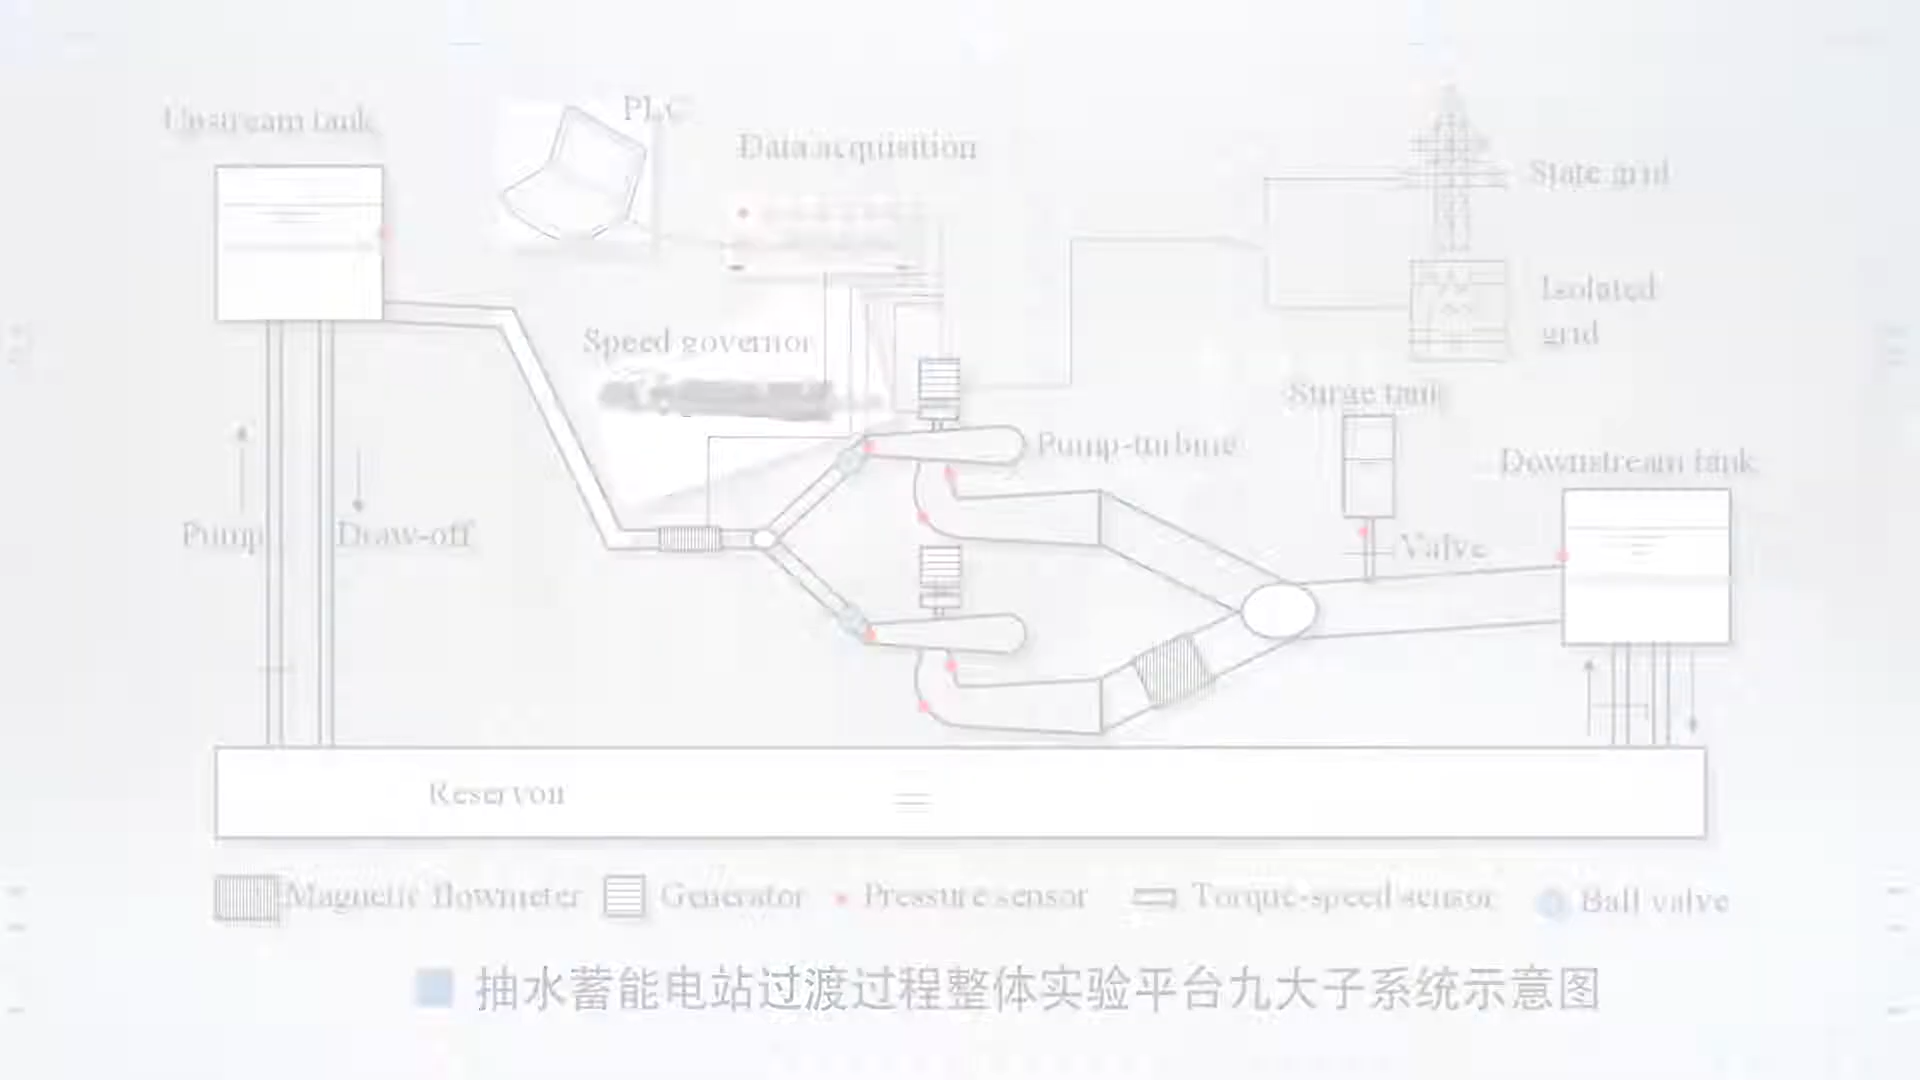 Upstream tank
PLC
Data acquisition
State grid
Isolated
grid
Speed governor
Surge tank
Pump-turbine
Downstream tank
Pump
Draw-off
Valve
Reservoir
Magnetic flowmeter
Generator
Pressure sensor
Torque-speed sensor
Ball valve
抽水蓄能电站过渡过程整体实验平台九大子系统示意图